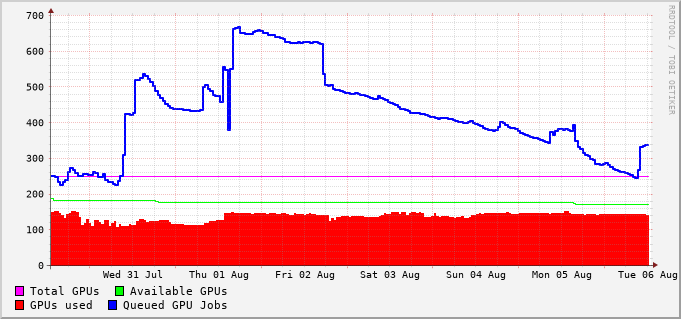 RRDTOOL / TOBI OETIKER
700
600
500
400
300
200
100
0
Wed 31 Jul Thu 01 Aug Fri 02 Aug Sat 03 Aug Sun 04 Aug Mon 05 Aug Tue 06 Aug
Total GPUs Available GPUs
GPUs used Queued GPU Jobs